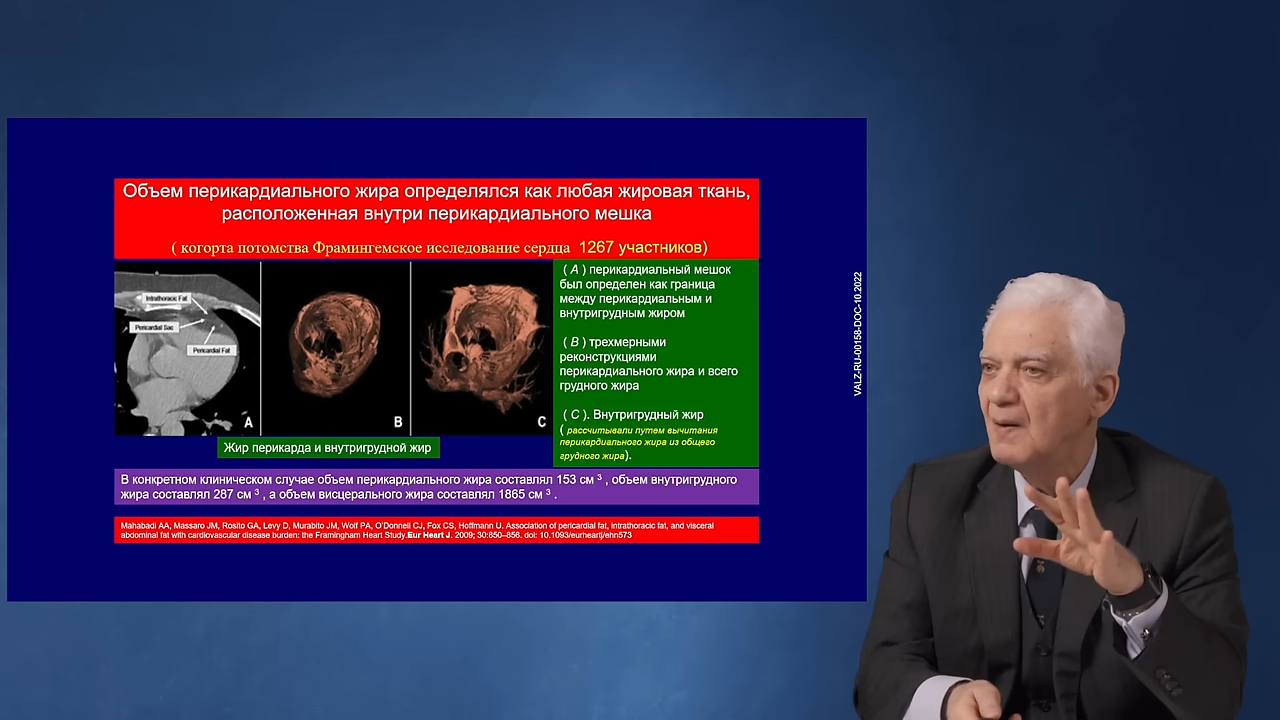 Объем перикардиального жира определялся как любая жировая ткань,
расположенная внутри перикардиального мешка
( когорта потомства Фрамингемское исследование сердца 1267 участников)
Intrathoracic Fat
Pericardial Sac
Pericardial Fat
A
B
C
Жир перикарда и внутригрудной жир
( A ) перикардиальный мешок
был определен как граница
между перикардиальным и
внутригрудным жиром
( B ) трехмерными
реконструкциями
перикардиального жира и всего
грудного жира
( C ). Внутригрудный жир
( рассчитывали путем вычитания
перикардиального жира из общего
грудного жира).
В конкретном клиническом случае объем перикардиального жира составлял 153 см ³ , объем внутригрудного
жира составлял 287 см ³ , а объем висцерального жира составлял 1865 см ³ .
Mahabadi AA, Massaro JM, Rosito GA, Levy D, Murabito JM, Wolf PA, O'Donnell CJ, Fox CS, Hoffmann U. Association of pericardial fat, intrathoracic fat, and visceral
abdominal fat with cardiovascular disease burden: the Framingham Heart Study.Eur Heart J. 2009; 30:850–856. doi: 10.1093/eurheartj/ehn573
VALZ-RU-00158-DOC-10.2022